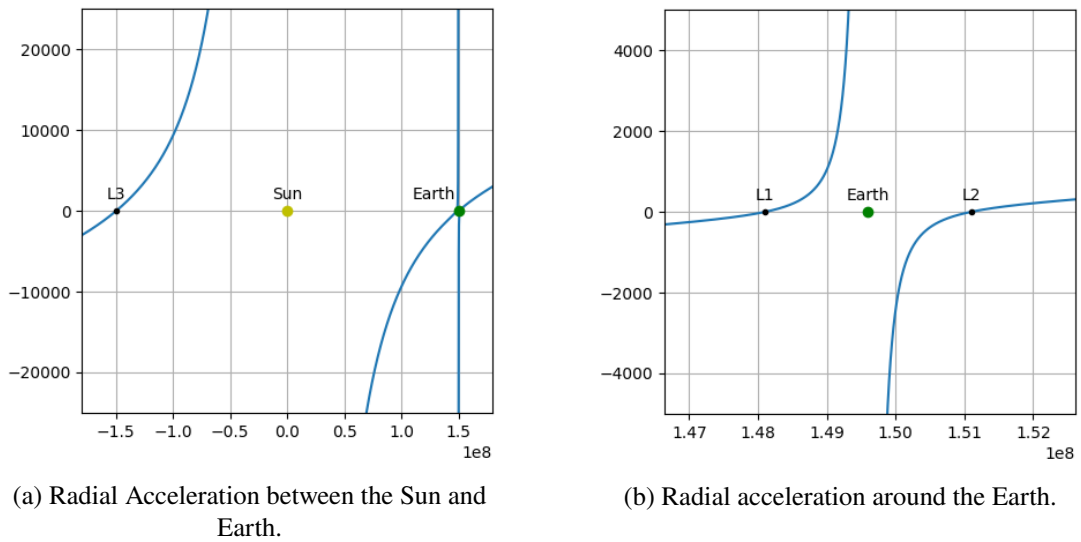 20000
10000
0
−10000
−20000
L3
Sun
Earth
−1.5 −1.0 −0.5 0.0 0.5 1.0 1.5
1e8
(a) Radial Acceleration between the Sun and
Earth.
4000
2000
0
−2000
−4000
L1
Earth
L2
1.47 1.48 1.49 1.50 1.51 1.52
1e8
(b) Radial acceleration around the Earth.